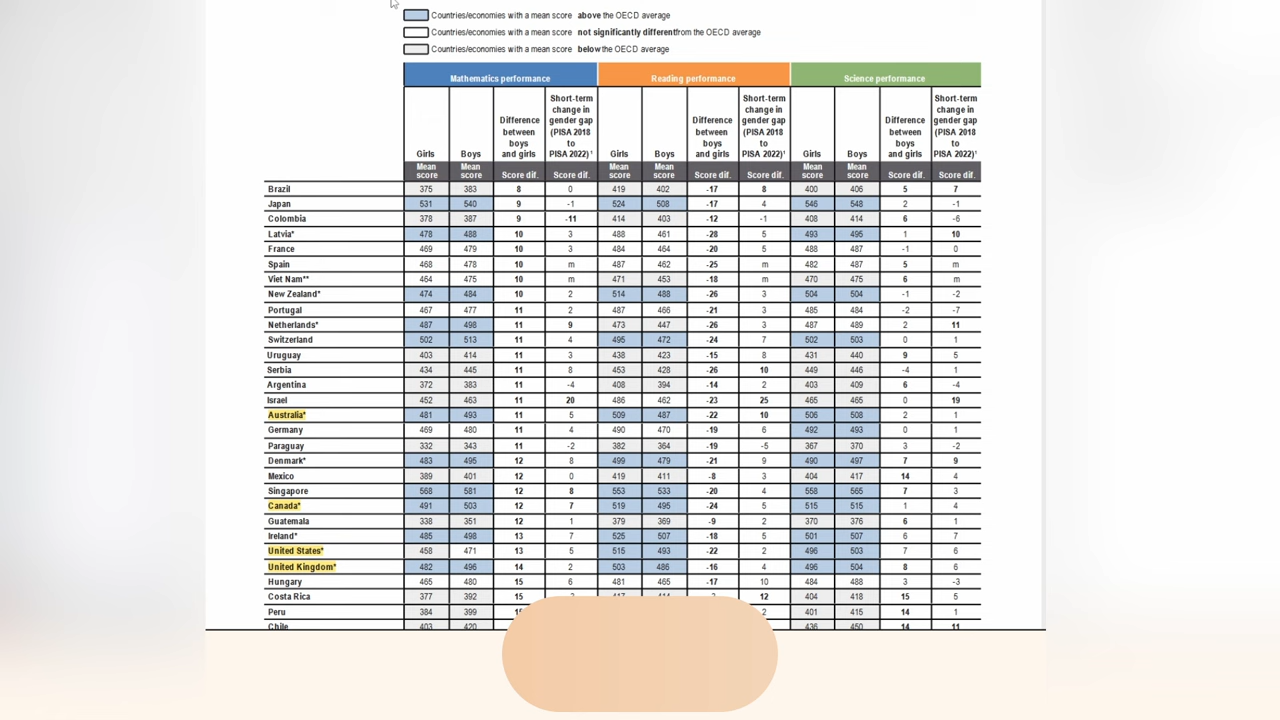 Countries/economies with a mean score above the OECD average
Countries/economies with a mean score not significantly different from the OECD average
Countries/economies with a mean score below the OECD average
Mathematics performance Reading performance Science performance
Girls Boys Difference between boys and girls Short-term change in gender gap (PISA 2018 to PISA 2022)¹ Girls Boys Difference between boys and girls Short-term change in gender gap (PISA 2018 to PISA 2022)¹ Girls Boys Difference between boys and girls Short-term change in gender gap (PISA 2018 to PISA 2022)¹
Mean score Mean score Score dif. Score dif. Mean score Mean score Score dif. Score dif. Mean score Mean score Score dif. Score dif.
Brazil 375 383 8 0 419 402 -17 8 400 406 5 7
Japan 531 540 9 -1 524 508 -17 4 546 548 2 -1
Colombia 378 387 9 -11 414 403 -12 -1 408 414 6 -6
Latvia* 478 488 10 3 488 461 -28 5 493 495 1 10
France 469 479 10 3 484 464 -20 5 488 487 -1 0
Spain 468 478 10 m 487 462 -25 m 482 487 5 m
Viet Nam** 464 475 10 m 471 453 -18 m 470 475 6 m
New Zealand* 474 484 10 2 514 488 -26 3 504 504 -1 -2
Portugal 467 477 11 2 487 466 -21 3 485 484 -2 -7
Netherlands* 487 498 11 9 473 447 -26 3 487 489 2 11
Switzerland 502 513 11 4 495 472 -24 7 502 503 0 1
Uruguay 403 414 11 3 438 423 -15 8 431 440 9 5
Serbia 434 445 11 8 453 428 -26 10 449 446 -4 1
Argentina 372 383 11 -4 408 394 -14 2 403 409 6 -4
Israel 452 463 11 20 486 462 -23 25 465 465 0 19
Australia* 481 493 11 5 509 487 -22 10 506 508 2 1
Germany 469 480 11 4 490 470 -19 6 492 493 0 1
Paraguay 332 343 11 -2 382 364 -19 -5 367 370 3 -2
Denmark* 483 495 12 8 499 479 -21 9 490 497 7 9
Mexico 389 401 12 0 419 411 -8 3 404 417 14 4
Singapore 568 581 12 8 553 533 -20 4 558 565 7 3
Canada* 491 503 12 7 519 495 -24 5 515 515 1 4
Guatemala 338 351 12 1 379 369 -9 2 370 376 6 1
Ireland* 485 498 13 7 525 507 -18 5 501 507 6 7
United States* 458 471 13 5 515 493 -22 2 496 503 7 6
United Kingdom* 482 496 14 2 503 486 -16 4 496 504 8 6
Hungary 465 480 15 6 481 465 -17 10 484 488 3 -3
Costa Rica 377 392 15 12 404 418 15 5
Peru 384 399 2 401 415 14 1
Chile 403 420 436 450 14 11